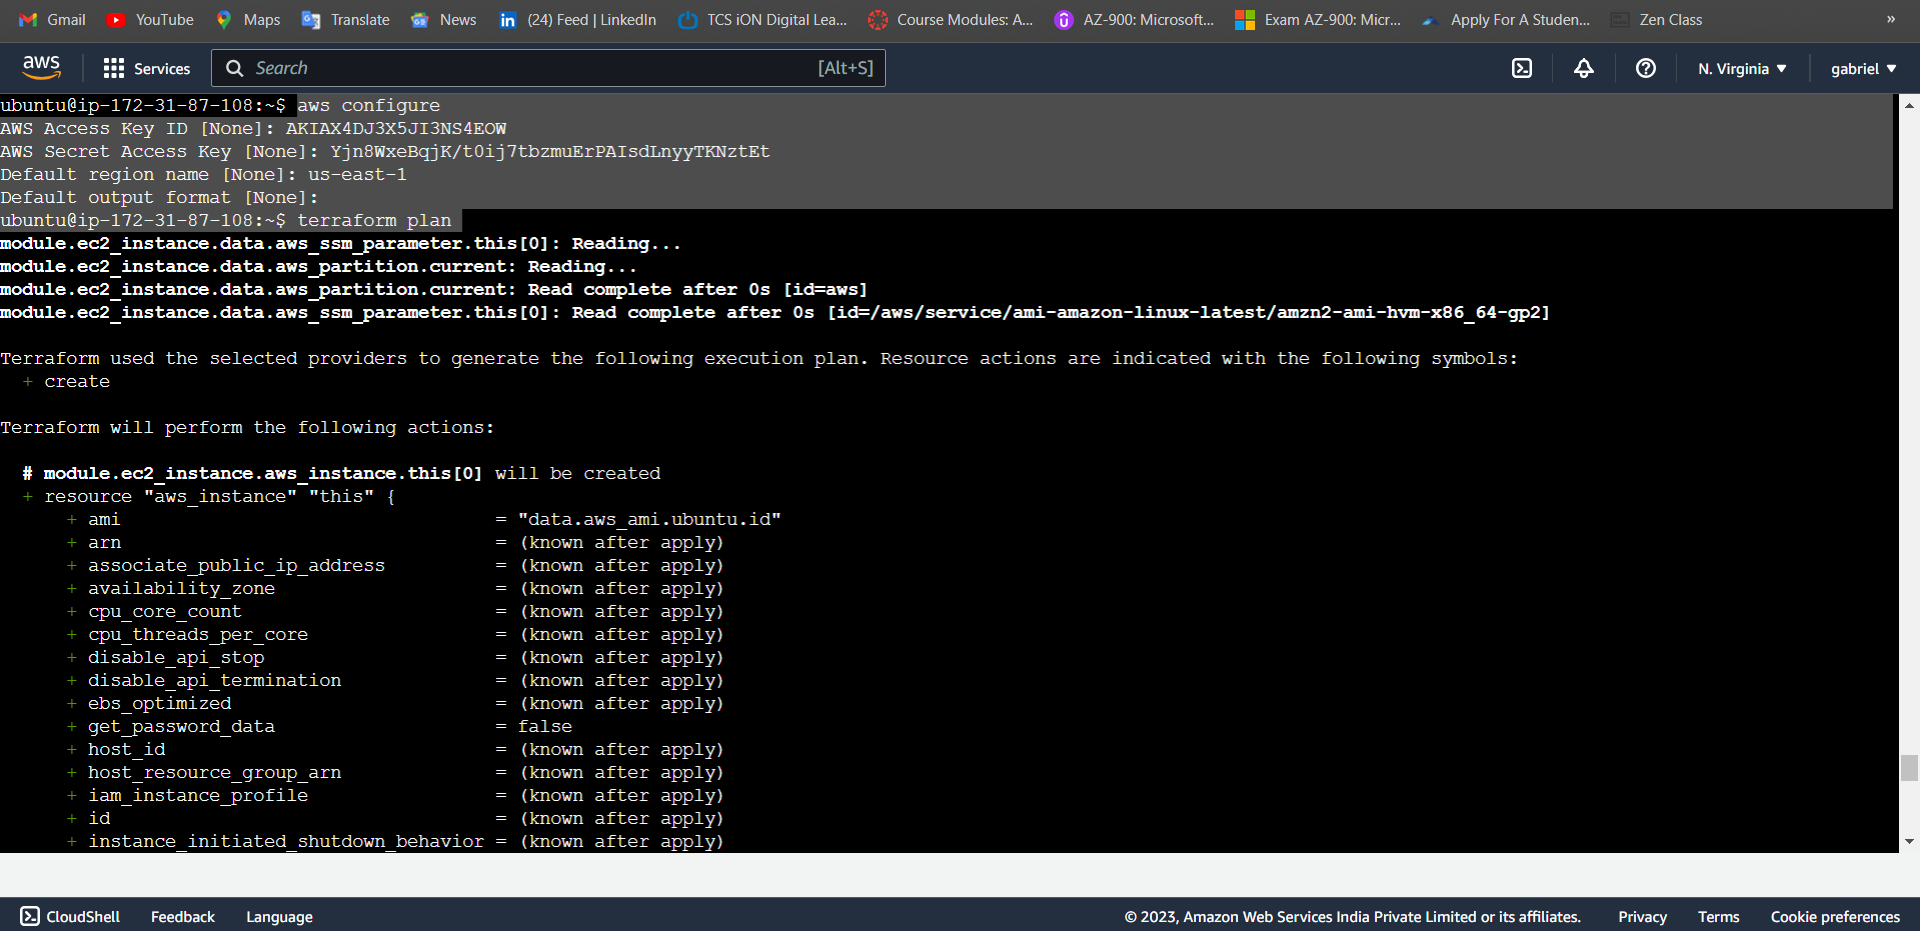 Gmail YouTube Maps Translate News (24) Feed | LinkedIn TCS iON Digital Lea... Course Modules: A... AZ-900: Microsoft... Exam AZ-900: Micr... Apply For A Studen... Zen Class »
aws Services Search [Alt+S] N. Virginia gabriel
ubuntu@ip-172-31-87-108:~$ aws configure
AWS Access Key ID [None]: AKIAX4DJ3X5JI3NS4EOW
AWS Secret Access Key [None]: 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
Default region name [None]: us-east-1
Default output format [None]:
ubuntu@ip-172-31-87-108:~$ terraform plan
module.ec2_instance.data.aws_ssm_parameter.this[0]: Reading...
module.ec2_instance.data.aws_partition.current: Reading...
module.ec2_instance.data.aws_partition.current: Read complete after 0s [id=aws]
module.ec2_instance.data.aws_ssm_parameter.this[0]: Read complete after 0s [id=/aws/service/ami-amazon-linux-latest/amzn2-ami-hvm-x86_64-gp2]
Terraform used the selected providers to generate the following execution plan. Resource actions are indicated with the following symbols:
+ create
Terraform will perform the following actions:
# module.ec2_instance.aws_instance.this[0] will be created
+ resource "aws_instance" "this" {
+ ami = "data.aws_ami.ubuntu.id"
+ arn = (known after apply)
+ associate_public_ip_address = (known after apply)
+ availability_zone = (known after apply)
+ cpu_core_count = (known after apply)
+ cpu_threads_per_core = (known after apply)
+ disable_api_stop = (known after apply)
+ disable_api_termination = (known after apply)
+ ebs_optimized = (known after apply)
+ get_password_data = false
+ host_id = (known after apply)
+ host_resource_group_arn = (known after apply)
+ iam_instance_profile = (known after apply)
+ id = (known after apply)
+ instance_initiated_shutdown_behavior = (known after apply)
CloudShell Feedback Language © 2023, Amazon Web Services India Private Limited or its affiliates. Privacy Terms Cookie preferences